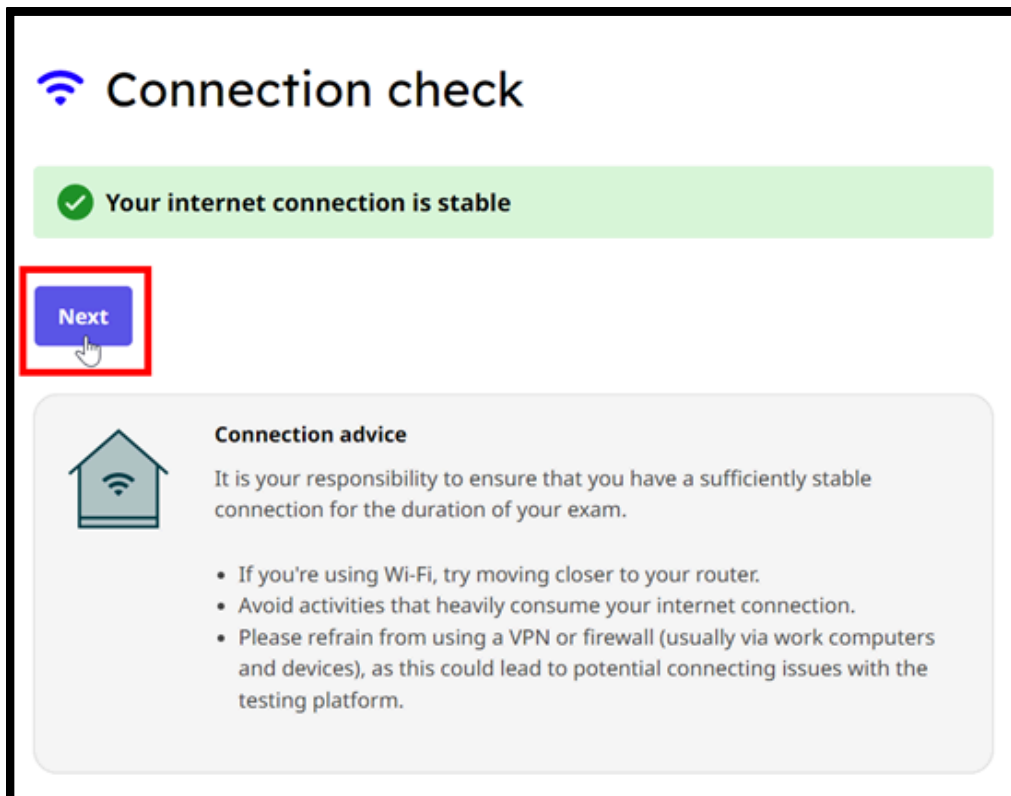 Connection check
Your internet connection is stable
Next
Connection advice
It is your responsibility to ensure that you have a sufficiently stable
connection for the duration of your exam.
• If you're using Wi-Fi, try moving closer to your router.
• Avoid activities that heavily consume your internet connection.
• Please refrain from using a VPN or firewall (usually via work computers
and devices), as this could lead to potential connecting issues with the
testing platform.